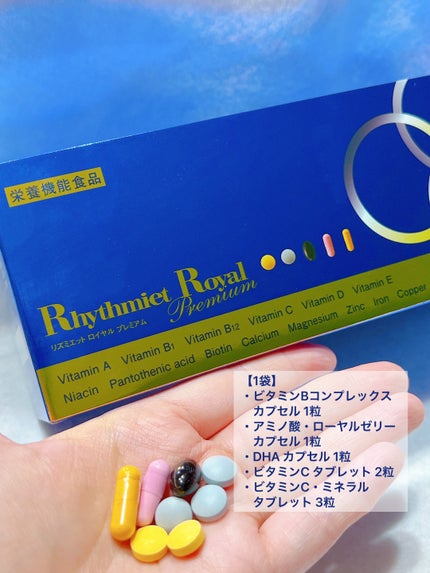 栄養機能食品
Rhythmiet Royal
Premium
リズミエット ロイヤル プレミアム
Vitamin A Vitamin B1 Vitamin B12 Vitamin C Vitamin D Vitamin E
Niacin Pantothenic acid Biotin Calcium Magnesium Zinc Iron Copper
【1袋】
・ビタミンBコンプレックス
カプセル 1粒
・アミノ酸・ローヤルゼリー
カプセル 1粒
・DHA カプセル 1粒
・ビタミンC タブレット 2粒
・ビタミンC・ミネラル
タブレット 3粒